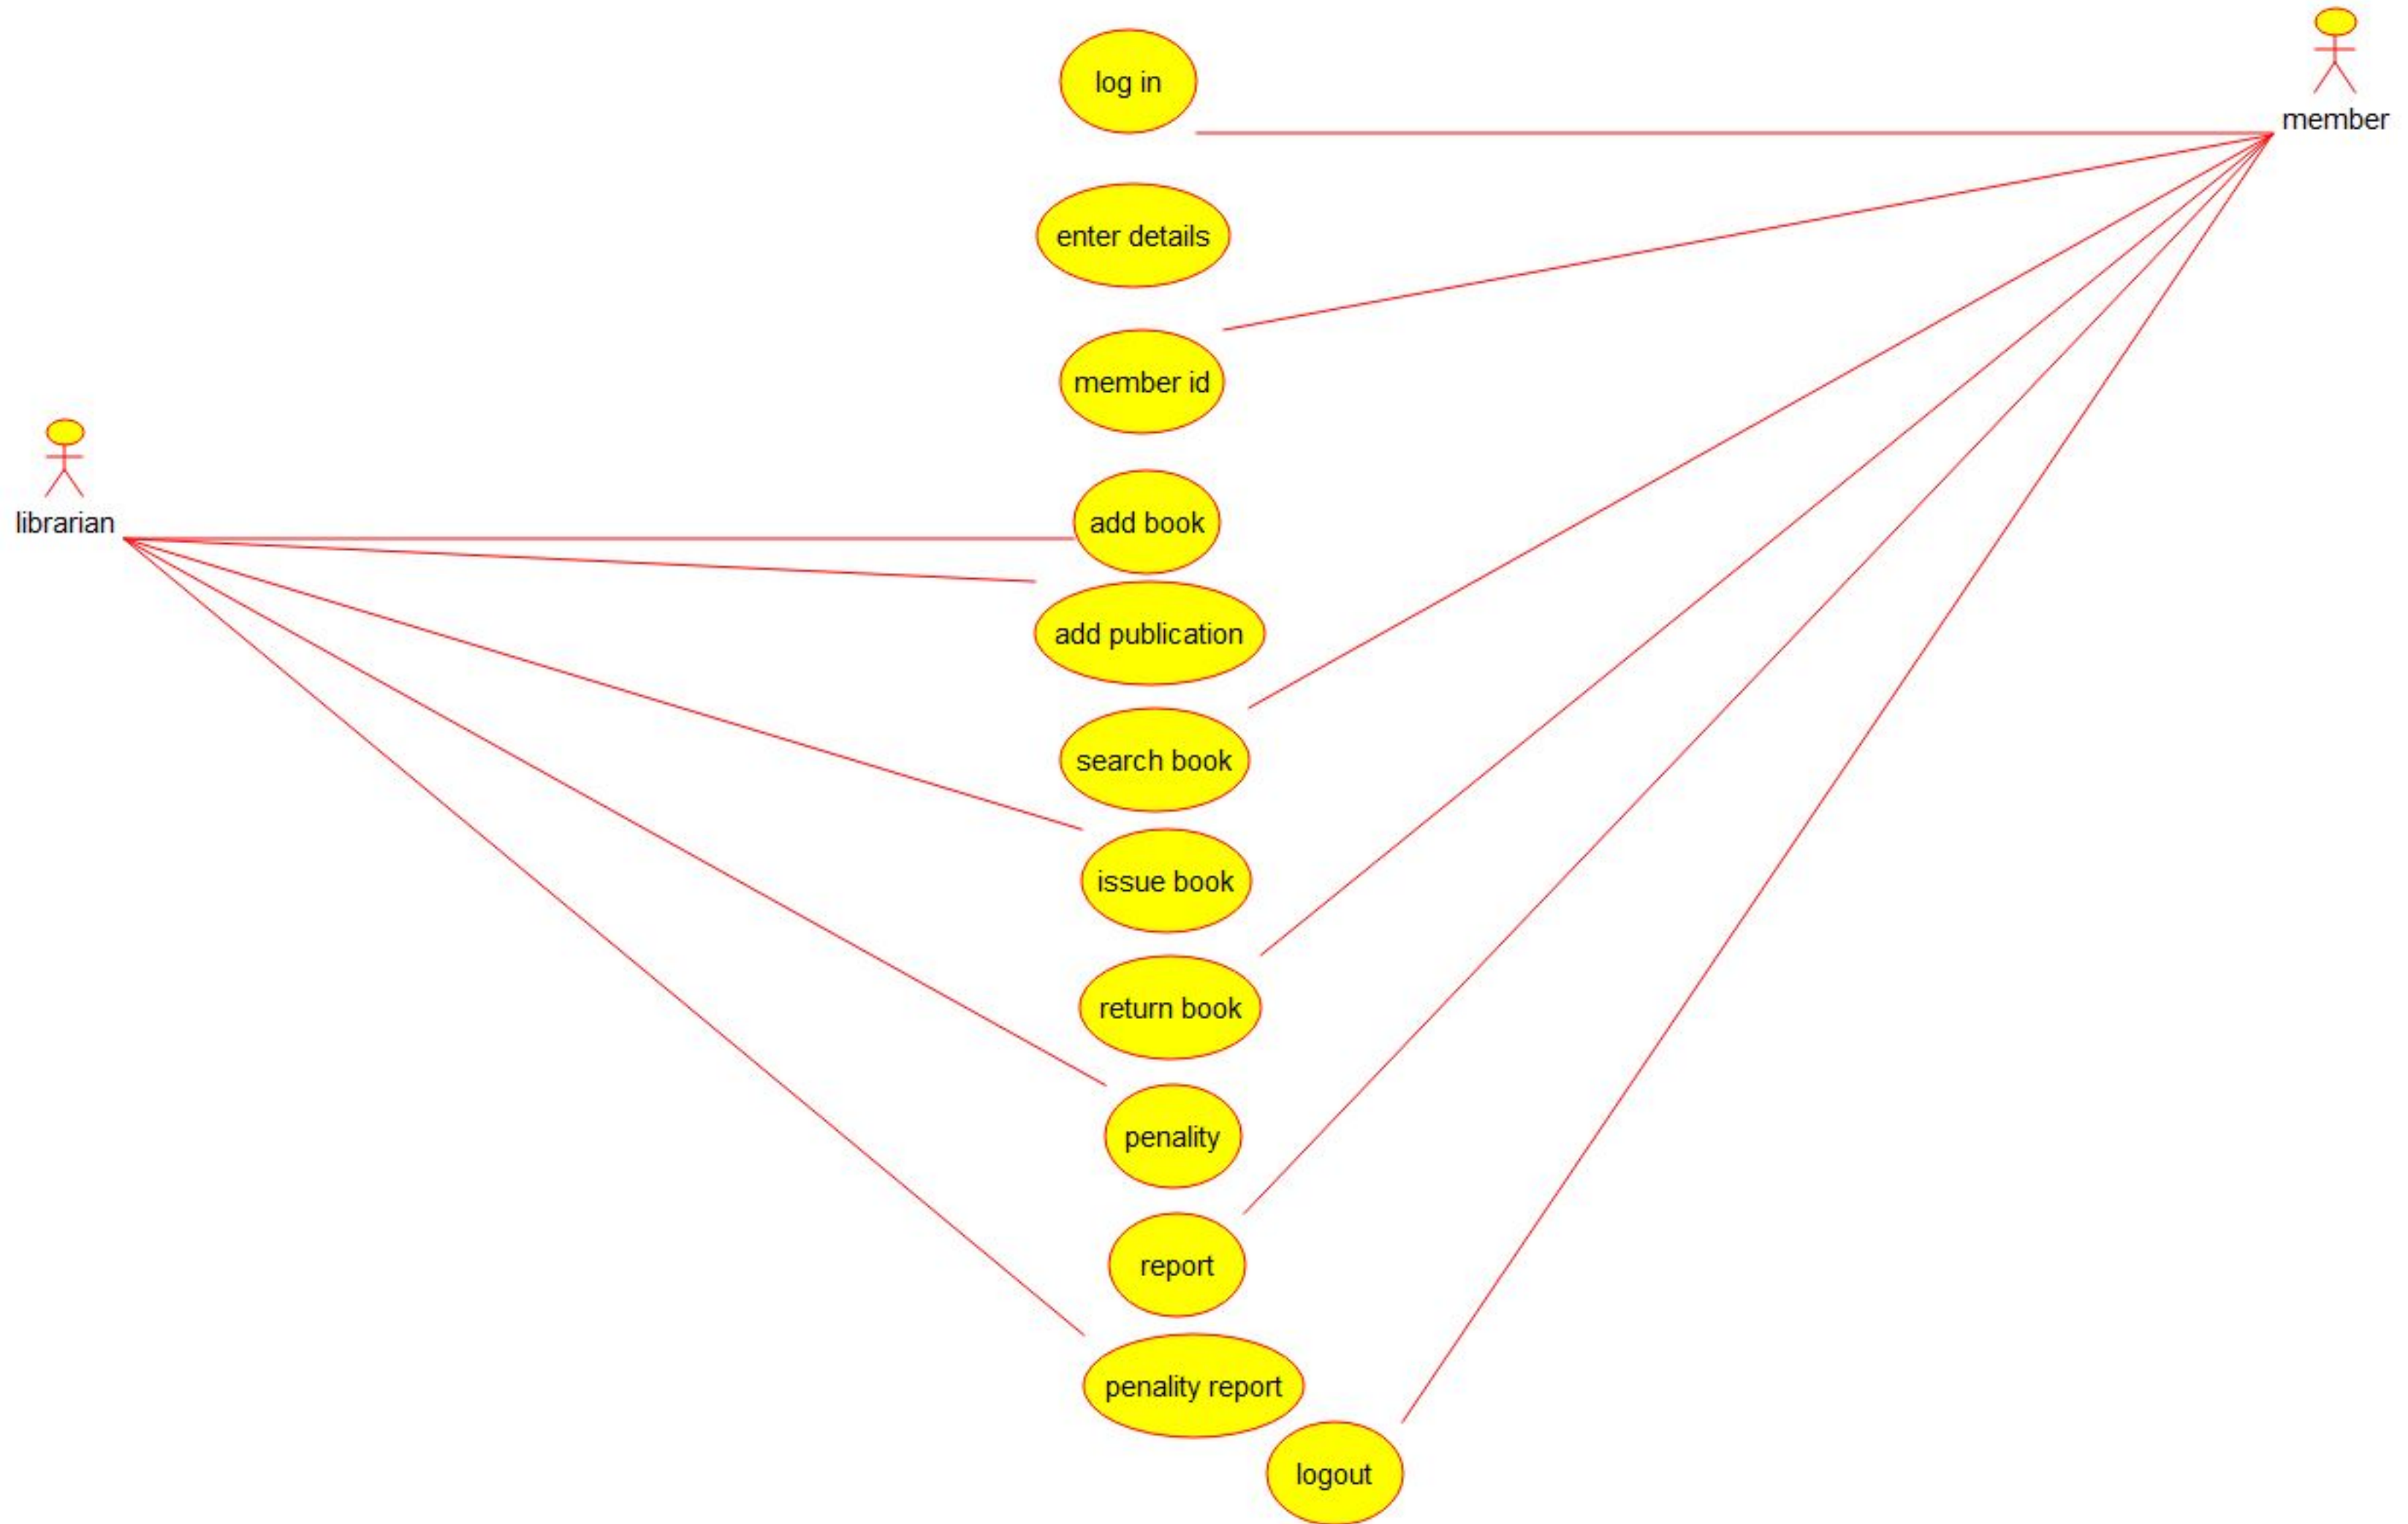 log in
member
enter details
member id
librarian
add book
add publication
search book
issue book
return book
penality
report
penality report
logout